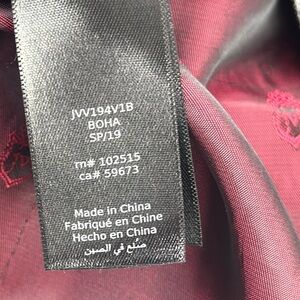 JVV194V1B
BOHA
SP/19
rn# 102515
ca# 59673
Made in China
Fabriqué en Chine
Hecho en China
صنع في الصين